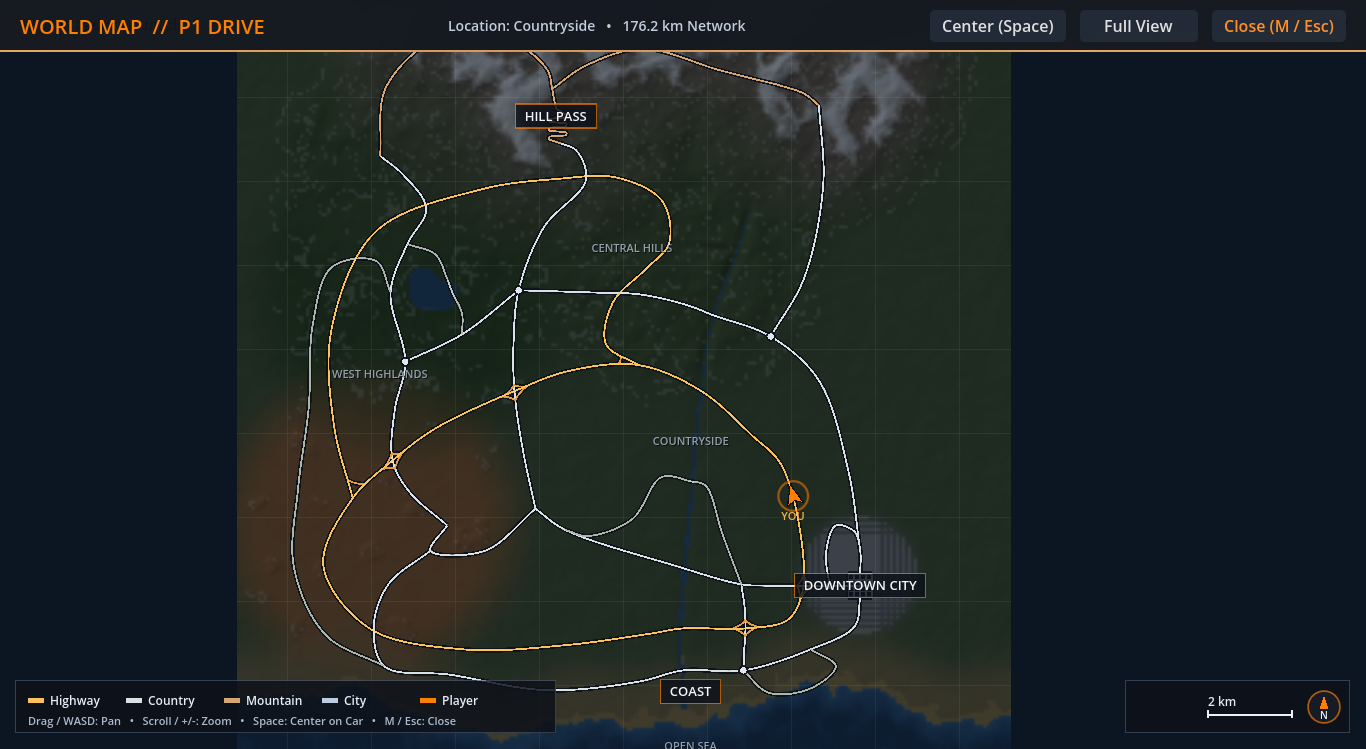 WORLD MAP // P1 DRIVE
Location: Countryside • 176.2 km Network
Center (Space)
Full View
Close (M / Esc)
HILL PASS
CENTRAL HILLS
WEST HIGHLANDS
COUNTRYSIDE
YOU
DOWNTOWN CITY
COAST
OPEN SEA
Highway
Country
Mountain
City
Player
Drag / WASD: Pan • Scroll / +/-: Zoom • Space: Center on Car • M / Esc: Close
2 km
N